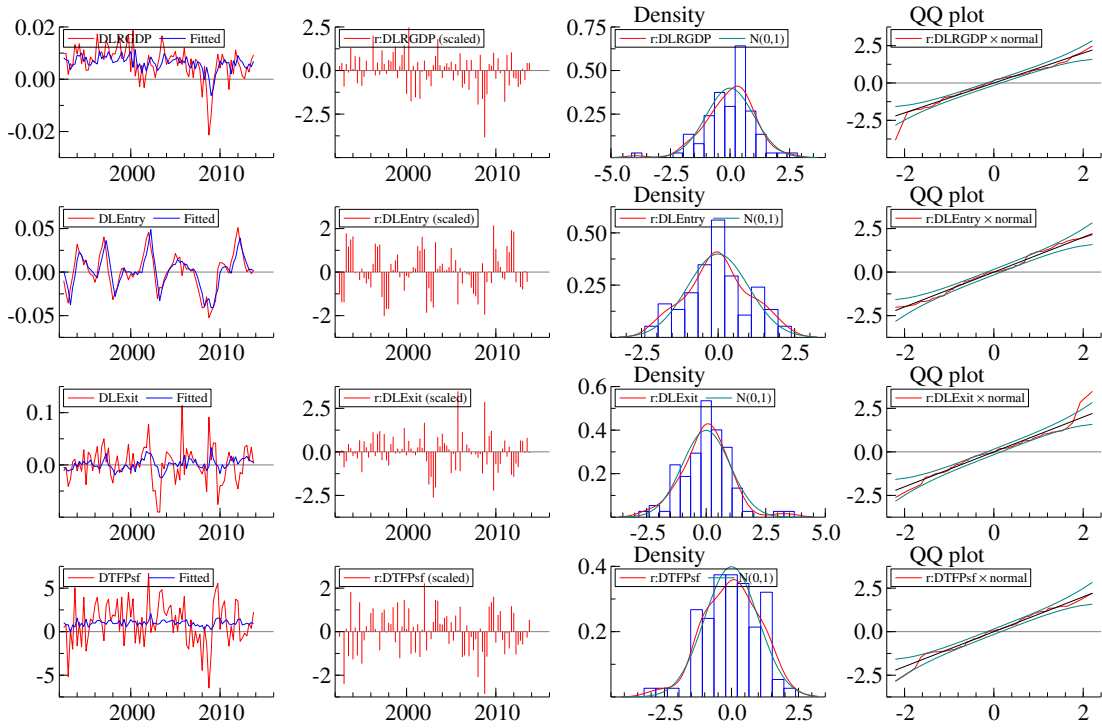 Density QQ plot
0.02 DLRGDP Fitted 2.5 r:DLRGDP (scaled) r:DLRGDP N(0,1) 2.5 r:DLRGDP × normal
0.75
0.00 0.0 0.50 0.0
-2.5 0.25 -2.5
-0.02
2000 2010 2000 2010 -5.0 -2.5 0.0 2.5 -2 0 2
Density QQ plot
DLEntry Fitted r:DLEntry (scaled) r:DLEntry N(0,1) r:DLEntry × normal
0.05 2 0.50 2.5
0.00 0 0.25 0.0
-0.05 -2 -2.5
2000 2010 2000 2010 -2.5 0.0 2.5 -2 0 2
Density QQ plot
DLExit Fitted r:DLExit (scaled) 0.6 r:DLExit N(0,1) r:DLExit × normal
0.1 2.5 0.4 2.5
0.0 0.0 0.2 0.0
-2.5 -2.5
2000 2010 2000 2010 -2.5 0.0 2.5 5.0 -2 0 2
Density QQ plot
DTFPsf Fitted 2 r:DTFPsf (scaled) 0.4 r:DTFPsf N(0,1) r:DTFPsf × normal
5 2.5
0 0 0.2 0.0
-5 -2 -2.5
2000 2010 2000 2010 -2.5 0.0 2.5 -2 0 2